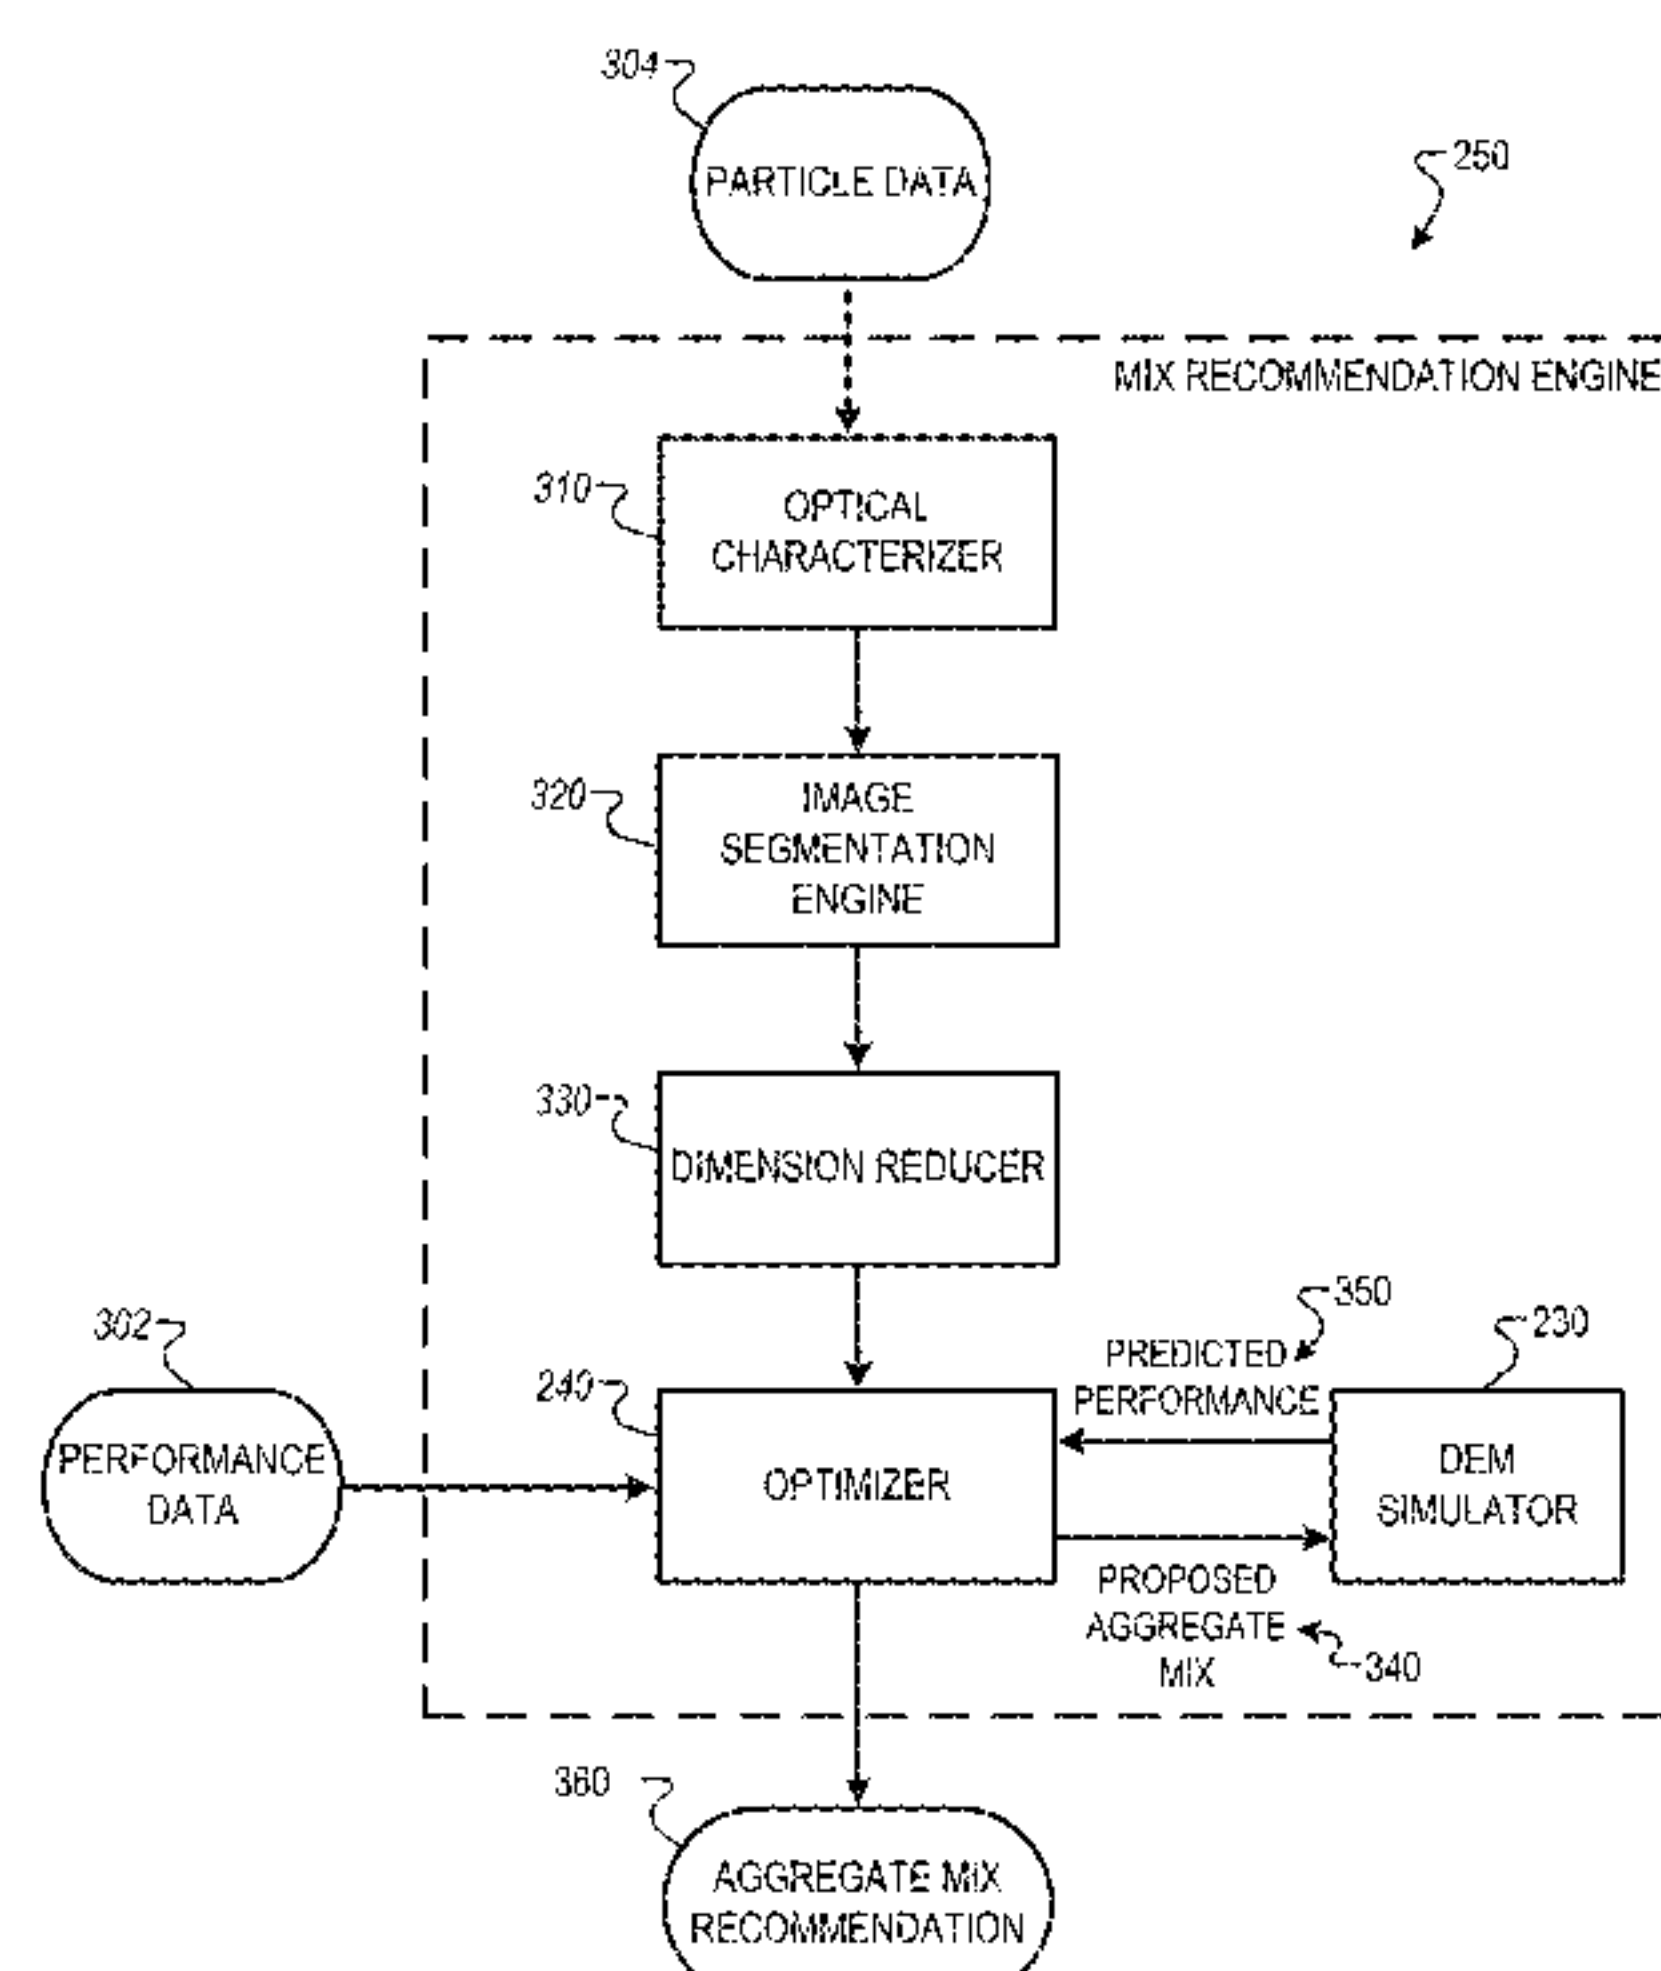 304
PARTICLE DATA
250
MIX RECOMMENDATION ENGINE
310
OPTICAL
CHARACTERIZER
320
IMAGE
SEGMENTATION
ENGINE
330
DIMENSION REDUCER
302
PERFORMANCE
DATA
240
OPTIMIZER
350
PREDICTED
PERFORMANCE
230
DEM
SIMULATOR
PROPOSED
AGGREGATE
MIX
340
360
AGGREGATE MIX
RECOMMENDATION